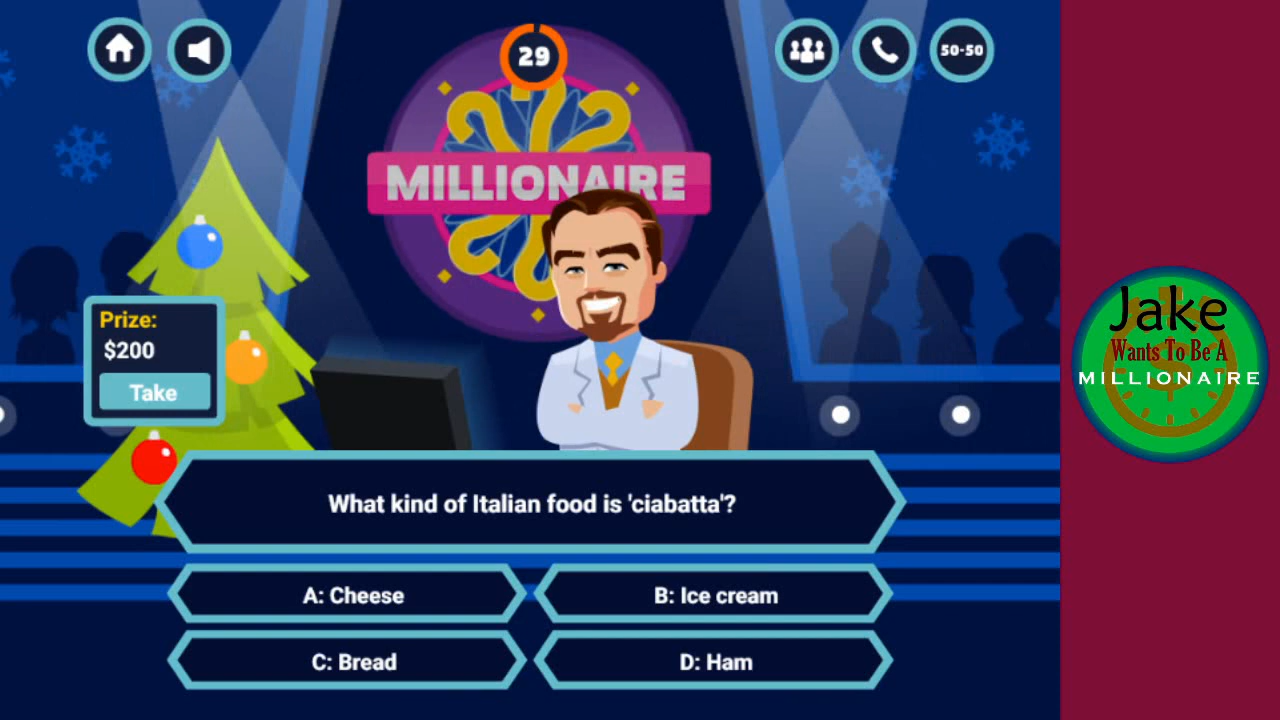 29
50-50
MILLIONAIRE
Prize:
$200
Take
Jake
Wants To Be A
MILLIONAIRE
What kind of Italian food is 'ciabatta'?
A: Cheese
B: Ice cream
C: Bread
D: Ham